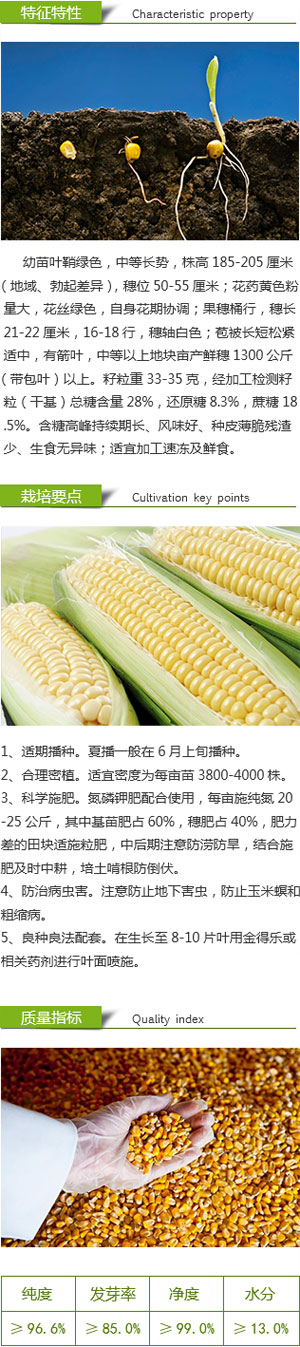 特征特性 Characteristic property
幼苗叶鞘绿色，中等长势，株高 185-205 厘米
（地域、勃起差异），穗位 50-55 厘米；花药黄色粉
量大，花丝绿色，自身花期协调；果穗桶行，穗长
21-22 厘米，16-18 行，穗轴白色；苞被长短松紧
适中，有箭叶，中等以上地块亩产鲜穗 1300 公斤
（带包叶）以上。籽粒重 33-35 克，经加工检测籽
粒（干基）总糖含量 28%，还原糖 8.3%，蔗糖 18
.5%。含糖高峰持续期长、风味好、种皮薄脆残渣
少、生食无异味；适宜加工速冻及鲜食。
栽培要点 Cultivation key points
1、适期播种。夏播一般在 6 月上旬播种。
2、合理密植。适宜密度为每亩苗 3800-4000 株。
3、科学施肥。氮磷钾肥配合使用，每亩施纯氮 20
-25 公斤，其中基苗肥占 60%，穗肥占 40%，肥力
差的田块适施粒肥，中后期注意防涝防旱，结合施
肥及时中耕，培土啃根防倒伏。
4、防治病虫害。注意防止地下害虫，防止玉米螟和
粗缩病。
5、良种良法配套。在生长至 8-10 片叶用金得乐或
相关药剂进行叶面喷施。
质量指标 Quality index
纯度 发芽率 净度 水分
≥96.6% ≥85.0% ≥99.0% ≥13.0%